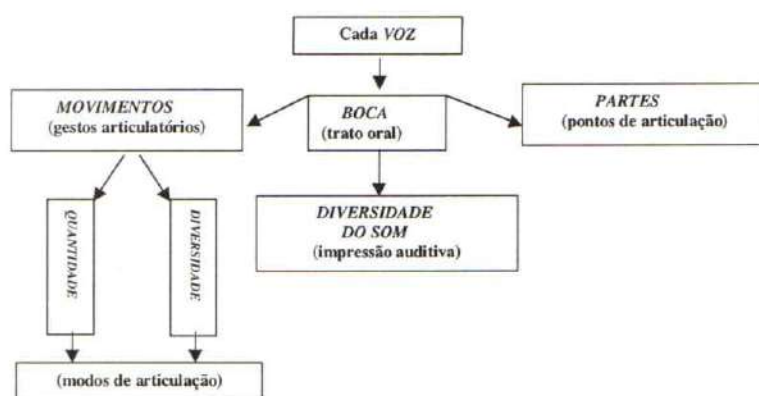 Cada VOZ
MOVIMENTOS
(gestos articulatórios)
BOCA
(trato oral)
PARTES
(pontos de articulação)
QUANTIDADE
DIVERSIDADE
DIVERSIDADE
DO SOM
(impressão auditiva)
(modos de articulação)